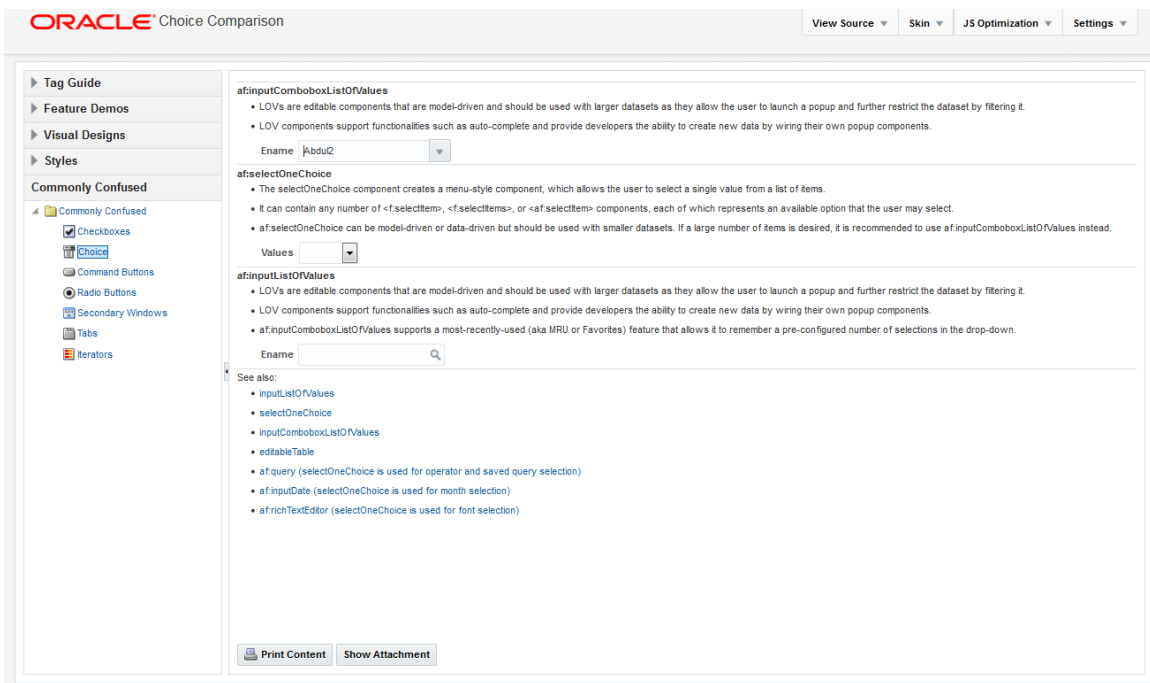 ORACLE Choice Comparison
View Source Skin JS Optimization Settings
Tag Guide
Feature Demos
Visual Designs
Styles
Commonly Confused
Commonly Confused
Checkboxes
Choice
Command Buttons
Radio Buttons
Secondary Windows
Tabs
Iterators
af:inputComboboxListOfValues
• LOVs are editable components that are model-driven and should be used with larger datasets as they allow the user to launch a popup and further restrict the dataset by filtering it.
• LOV components support functionalities such as auto-complete and provide developers the ability to create new data by wiring their own popup components.
Ename Abdul2
af:selectOneChoice
• The selectOneChoice component creates a menu-style component, which allows the user to select a single value from a list of items.
• It can contain any number of <f:selectItem>, <f:selectItems>, or <af:selectItem> components, each of which represents an available option that the user may select.
• af:selectOneChoice can be model-driven or data-driven but should be used with smaller datasets. If a large number of items is desired, it is recommended to use af:inputComboboxListOfValues instead.
Values
af:inputListOfValues
• LOVs are editable components that are model-driven and should be used with larger datasets as they allow the user to launch a popup and further restrict the dataset by filtering it.
• LOV components support functionalities such as auto-complete and provide developers the ability to create new data by wiring their own popup components.
• af:inputComboboxListOfValues supports a most-recently-used (aka MRU or Favorites) feature that allows it to remember a pre-configured number of selections in the drop-down.
Ename
See also:
• inputListOfValues
• selectOneChoice
• inputComboboxListOfValues
• editableTable
• af:query (selectOneChoice is used for operator and saved query selection)
• af:inputDate (selectOneChoice is used for month selection)
• af:richTextEditor (selectOneChoice is used for font selection)
Print Content Show Attachment